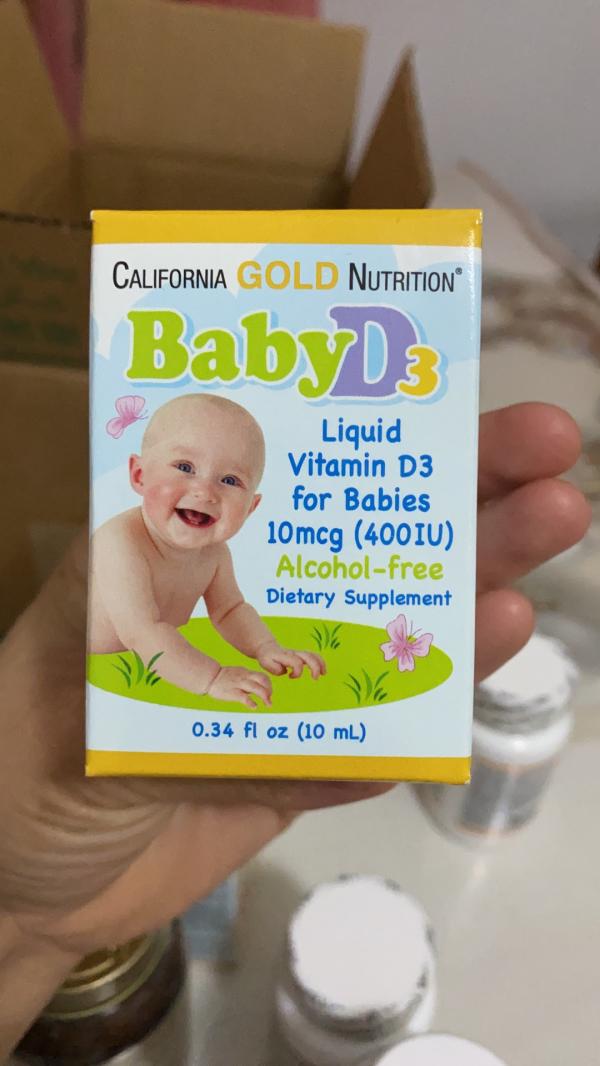 CALIFORNIA GOLD NUTRITION®
BabyD3
Liquid
Vitamin D3
for Babies
10mcg (400IU)
Alcohol-free
Dietary Supplement
0.34 fl oz (10 mL)